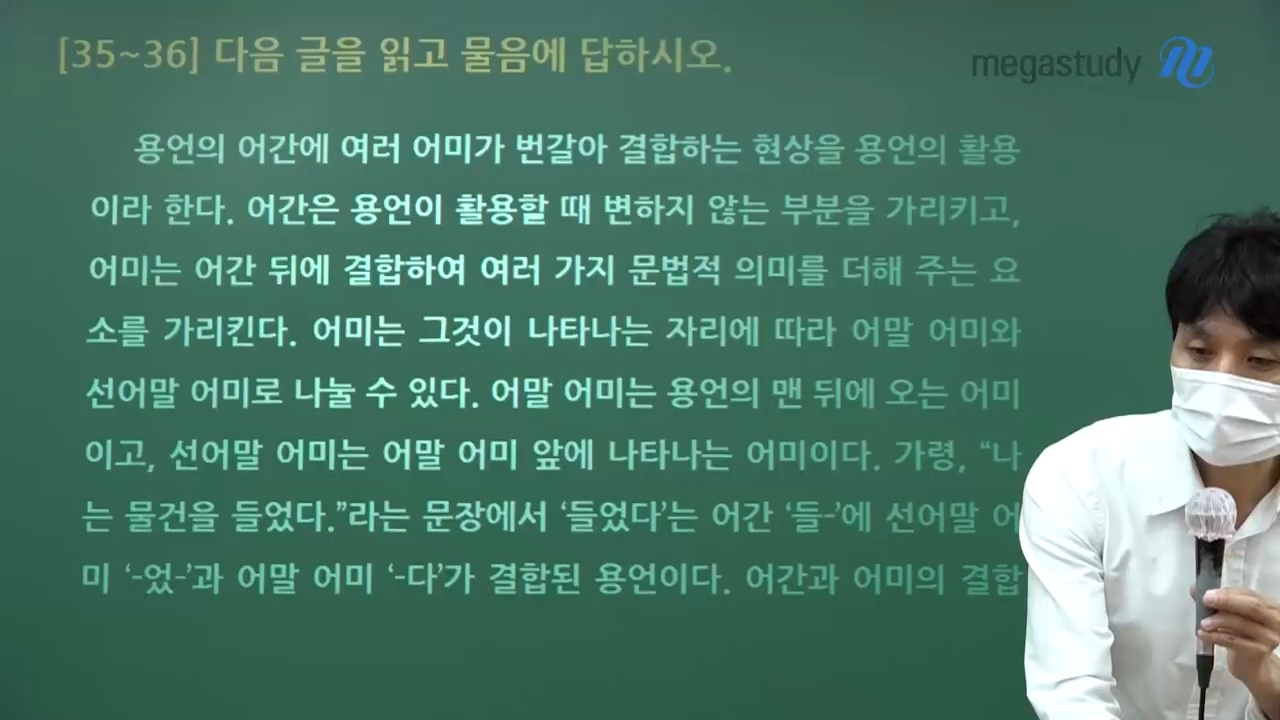 [35~36] 다음 글을 읽고 물음에 답하시오.
megastudy
용언의 어간에 여러 어미가 번갈아 결합하는 현상을 용언의 활용
이라 한다. 어간은 용언이 활용할 때 변하지 않는 부분을 가리키고,
어미는 어간 뒤에 결합하여 여러 가지 문법적 의미를 더해 주는 요
소를 가리킨다. 어미는 그것이 나타나는 자리에 따라 어말 어미와
선어말 어미로 나눌 수 있다. 어말 어미는 용언의 맨 뒤에 오는 어미
이고, 선어말 어미는 어말 어미 앞에 나타나는 어미이다. 가령, “나
는 물건을 들었다.”라는 문장에서 ‘들었다’는 어간 ‘들-’에 선어말 어
미 ‘-었-’과 어말 어미 ‘-다’가 결합된 용언이다. 어간과 어미의 결합